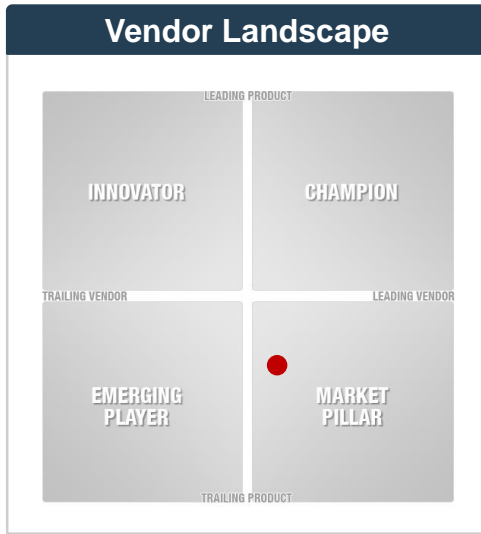 Vendor Landscape
LEADING PRODUCT
INNOVATOR
CHAMPION
TRAILING VENDOR
LEADING VENDOR
EMERGING
PLAYER
MARKET
PILLAR
TRAILING PRODUCT